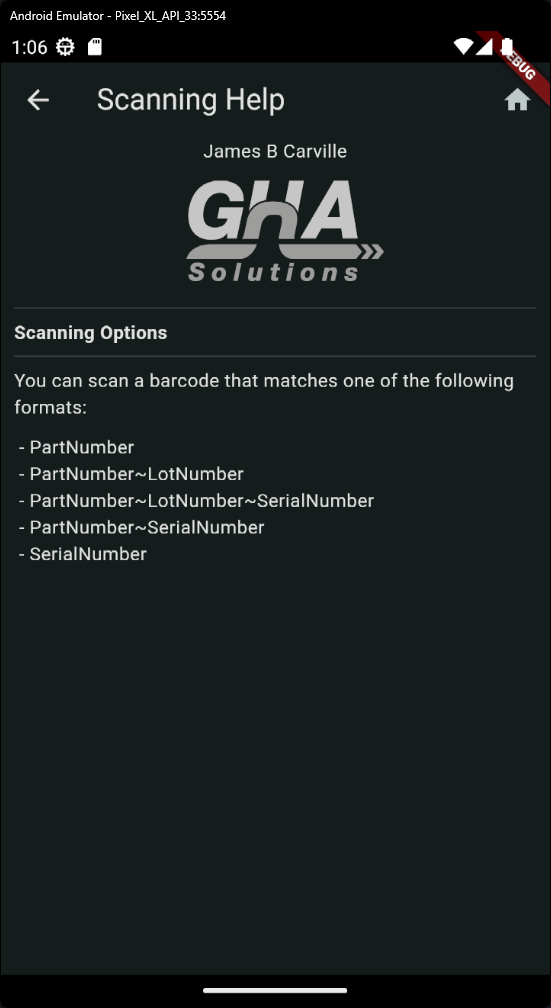 Android Emulator - Pixel_XL_API_33:5554
1:06
DEBUG
Scanning Help
James B Carville
GHA
Solutions
Scanning Options
You can scan a barcode that matches one of the following
formats:
- PartNumber
- PartNumber~LotNumber
- PartNumber~LotNumber~SerialNumber
- PartNumber~SerialNumber
- SerialNumber